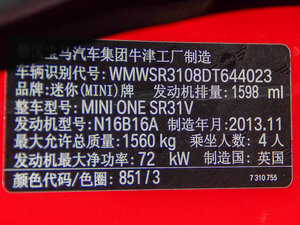 宝马汽车集团牛津工厂制造
车辆识别代号:WMWSR3108DT644023
品牌:迷你(MINI)牌 发动机排量:1598 ml
整车型号:MINI ONE SR31V
发动机型号:N16B16A 制造年月:2013.11
最大允许总质量:1560kg 乘坐人数:4人
发动机最大净功率:72 kW 制造国:英国
颜色代码/色圈:851/3
7 310 755